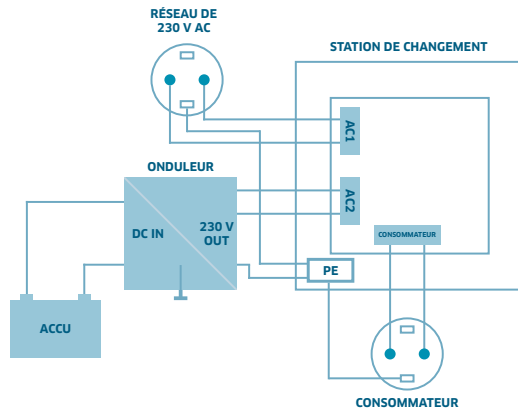 RÉSEAU DE
230 V AC
STATION DE CHANGEMENT
AC1
ONDULEUR
AC2
DC IN
230 V
OUT
CONSOMMATEUR
PE
ACCU
CONSOMMATEUR